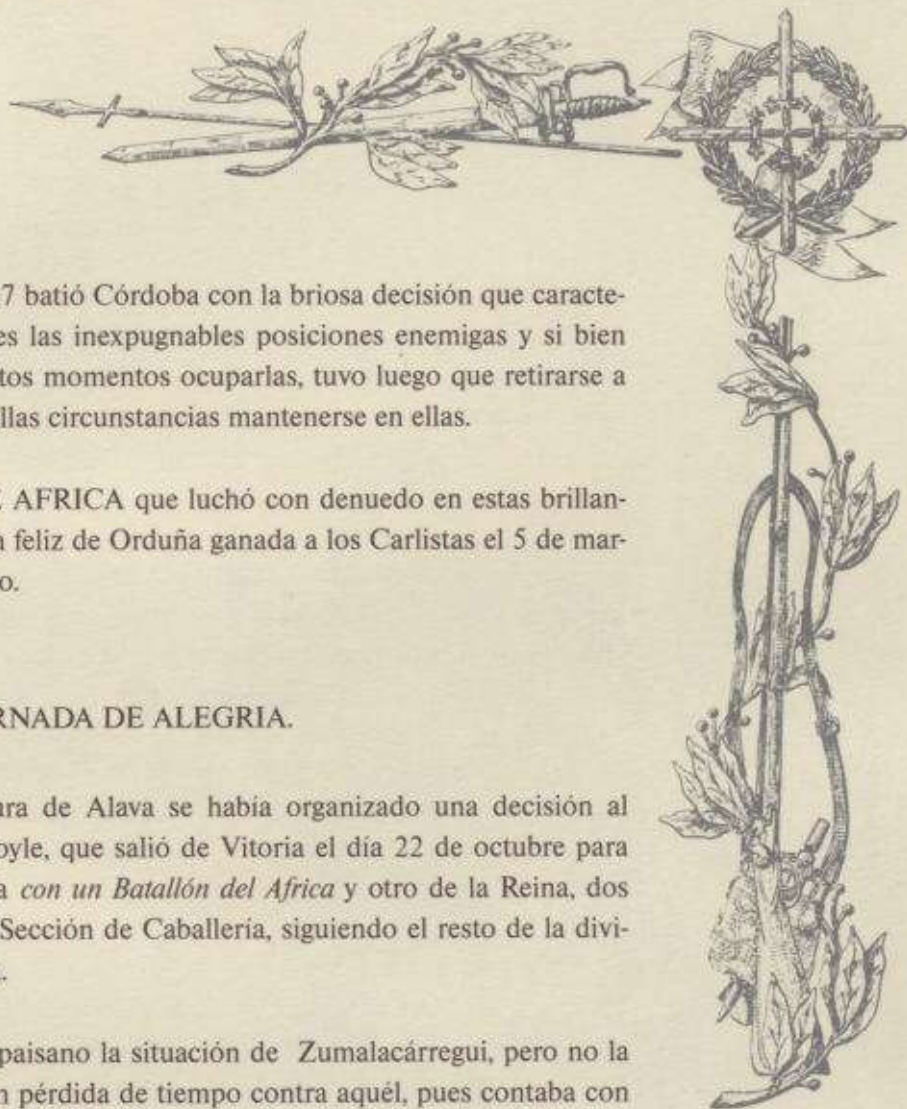 7 batió Córdoba con la briosa decisión que caracte-
es las inexpugnables posiciones enemigas y si bien
tos momentos ocuparlas, tuvo luego que retirarse a
llas circunstancias mantenerse en ellas.
AFRICA que luchó con denuedo en estas brillan-
feliz de Orduña ganada a los Carlistas el 5 de mar-
o.
RNADA DE ALEGRIA.
ura de Alava se había organizado una decisión al
oyle, que salió de Vitoria el día 22 de octubre para
a con un Batallón del Africa y otro de la Reina, dos
Sección de Caballería, siguiendo el resto de la divi-
paisano la situación de Zumalacárregui, pero no la
n pérdida de tiempo contra aquél, pues contaba con